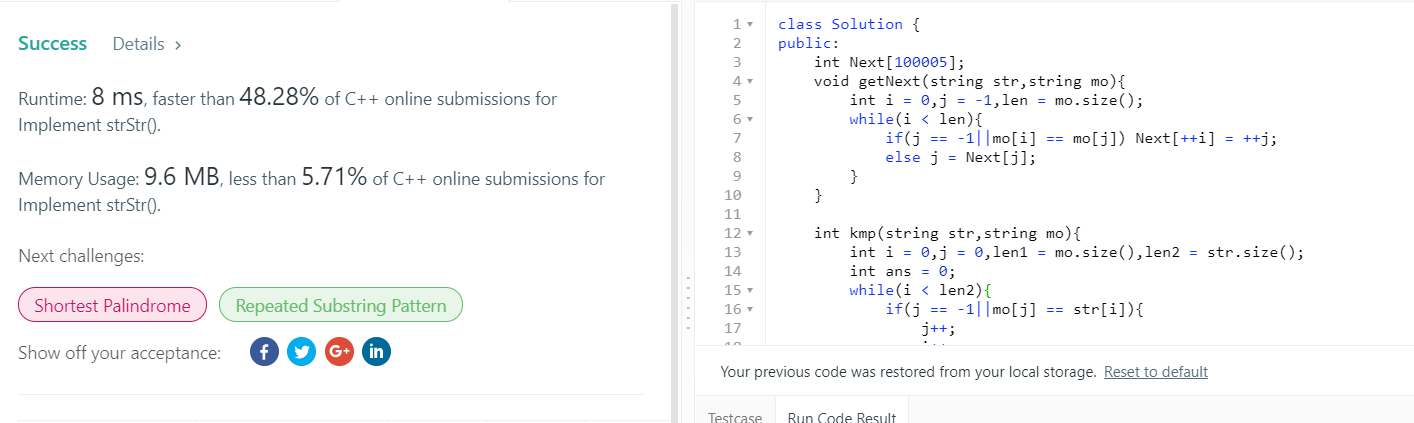 Success Details >
Runtime: 8 ms, faster than 48.28% of C++ online submissions for
Implement strStr().
Memory Usage: 9.6 MB, less than 5.71% of C++ online submissions for
Implement strStr().
Next challenges:
Shortest Palindrome Repeated Substring Pattern
Show off your acceptance: f G+ in
1 class Solution {
2 public:
3 int Next[100005];
4 void getNext(string str,string mo){
5 int i = 0,j = -1,len = mo.size();
6 while(i < len){
7 if(j == -1||mo[i] == mo[j]) Next[++i] = ++j;
8 else j = Next[j];
9 }
10 }
11
12 int kmp(string str,string mo){
13 int i = 0,j = 0,len1 = mo.size(),len2 = str.size();
14 int ans = 0;
15 while(i < len2){
16 if(j == -1||mo[j] == str[i]){
17 j++;
Your previous code was restored from your local storage. Reset to default
Testcase Run Code Result